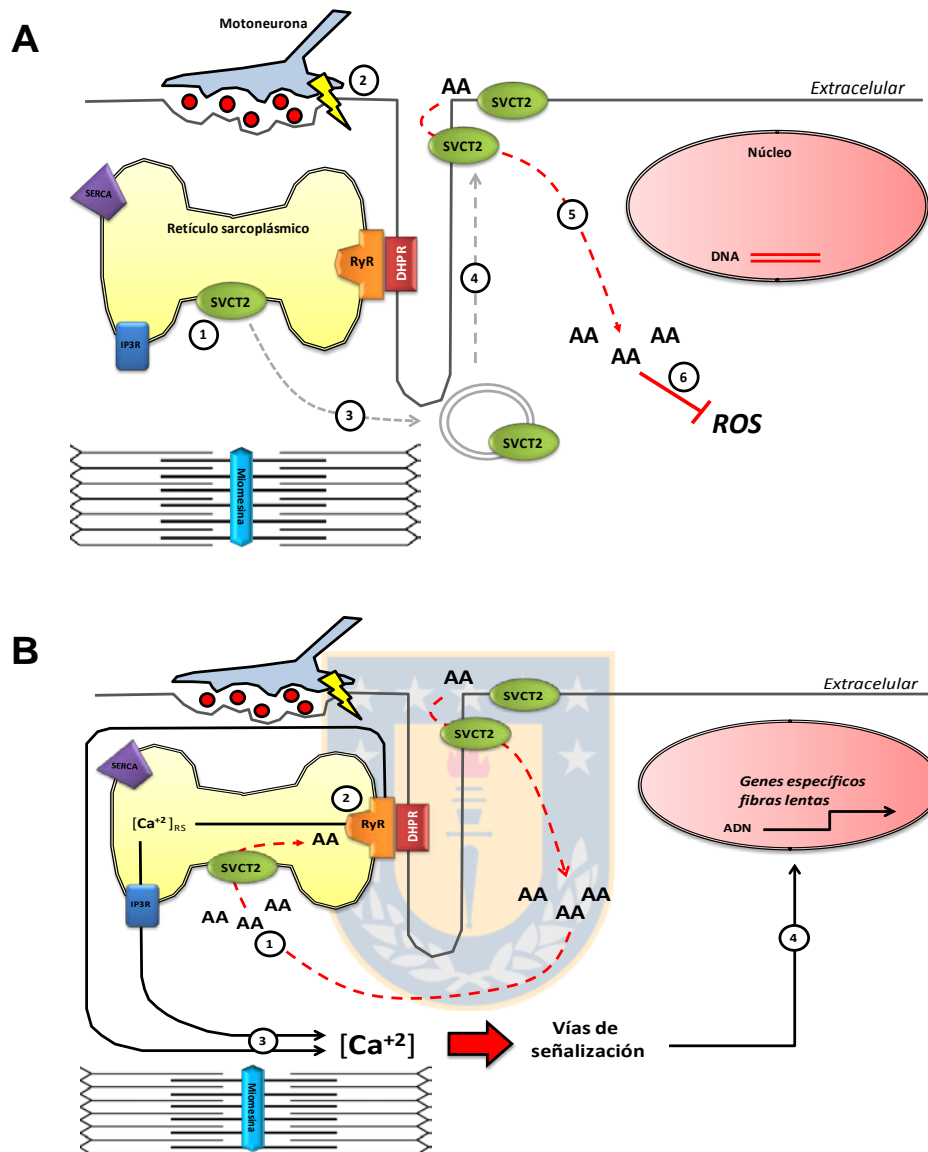 A
Motoneurona
2
AA
SVCT2
Extracelular
SVCT2
Núcleo
SERCA
Retículo sarcoplásmico
5
RyR
DHPR
DNA
4
SVCT2
1
IP3R
AA
AA
AA
6
3
ROS
SVCT2
Miomesina
B
Motoneurona
AA
SVCT2
Extracelular
SVCT2
SERCA
Genes específicos
fibras lentas
2
[Ca+2]RS
AA
RyR
DHPR
ADN
SVCT2
IP3R
AA
AA
AA
AA
AA
AA
1
4
3
[Ca+2]
Vías de
señalización
Miomesina